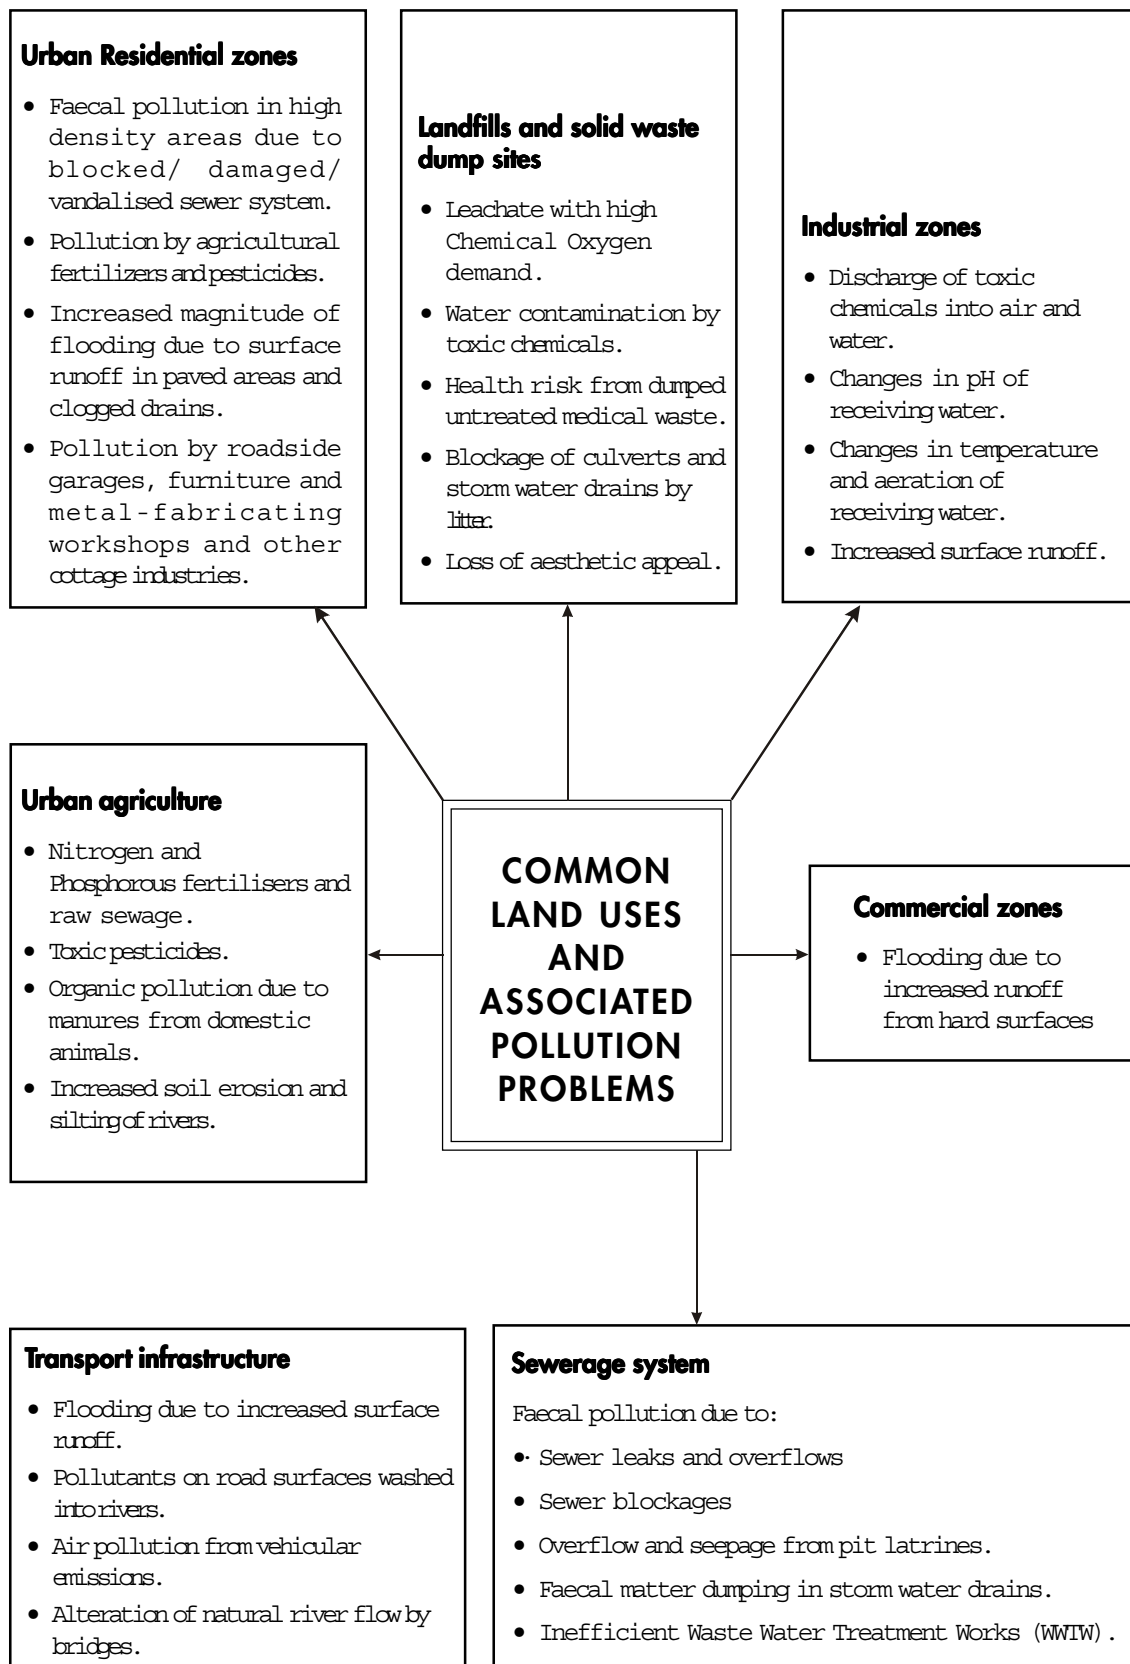 Urban Residential zones
• Faecal pollution in high
density areas due to
blocked/ damaged/
vandalised sewer system.
• Pollution by agricultural
fertilizers and pesticides.
• Increased magnitude of
flooding due to surface
runoff in paved areas and
clogged drains.
• Pollution by roadside
garages, furniture and
metal-fabricating
workshops and other
cottage industries.
Landfills and solid waste
dump sites
• Leachate with high
Chemical Oxygen
demand.
• Water contamination by
toxic chemicals.
• Health risk from dumped
untreated medical waste.
• Blockage of culverts and
storm water drains by
litter.
• Loss of aesthetic appeal.
Industrial zones
• Discharge of toxic
chemicals into air and
water.
• Changes in pH of
receiving water.
• Changes in temperature
and aeration of
receiving water.
• Increased surface runoff.
Urban agriculture
• Nitrogen and
Phosphorous fertilisers and
raw sewage.
• Toxic pesticides.
• Organic pollution due to
manures from domestic
animals.
• Increased soil erosion and
silting of rivers.
COMMON
LAND USES
AND
ASSOCIATED
POLLUTION
PROBLEMS
Commercial zones
• Flooding due to
increased runoff
from hard surfaces
Transport infrastructure
• Flooding due to increased surface
runoff.
• Pollutants on road surfaces washed
into rivers.
• Air pollution from vehicular
emissions.
• Alteration of natural river flow by
bridges.
Sewerage system
Faecal pollution due to:
• Sewer leaks and overflows
• Sewer blockages
• Overflow and seepage from pit latrines.
• Faecal matter dumping in storm water drains.
• Inefficient Waste Water Treatment Works (WWTW).